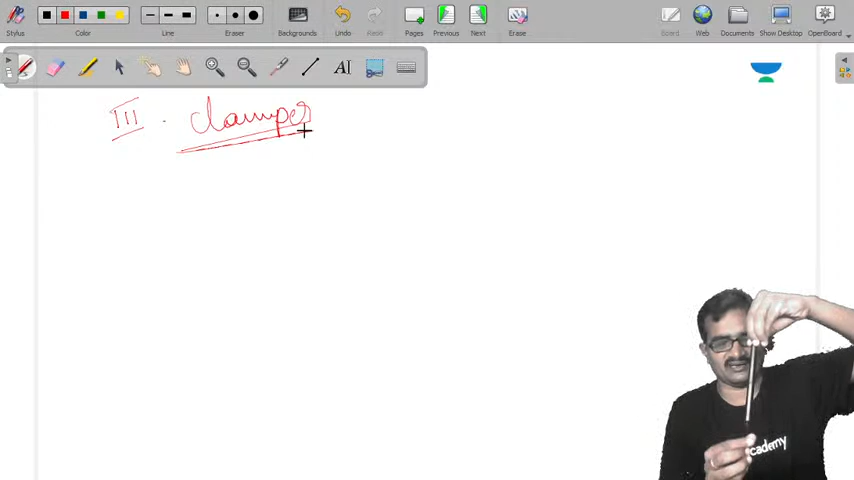 Stylus
Color
Line
Eraser
Backgrounds
Undo
Redo
Pages
Previous
Next
Erase
Board
Web
Documents
Show Desktop
OpenBoard
AI
III . clamper
academy